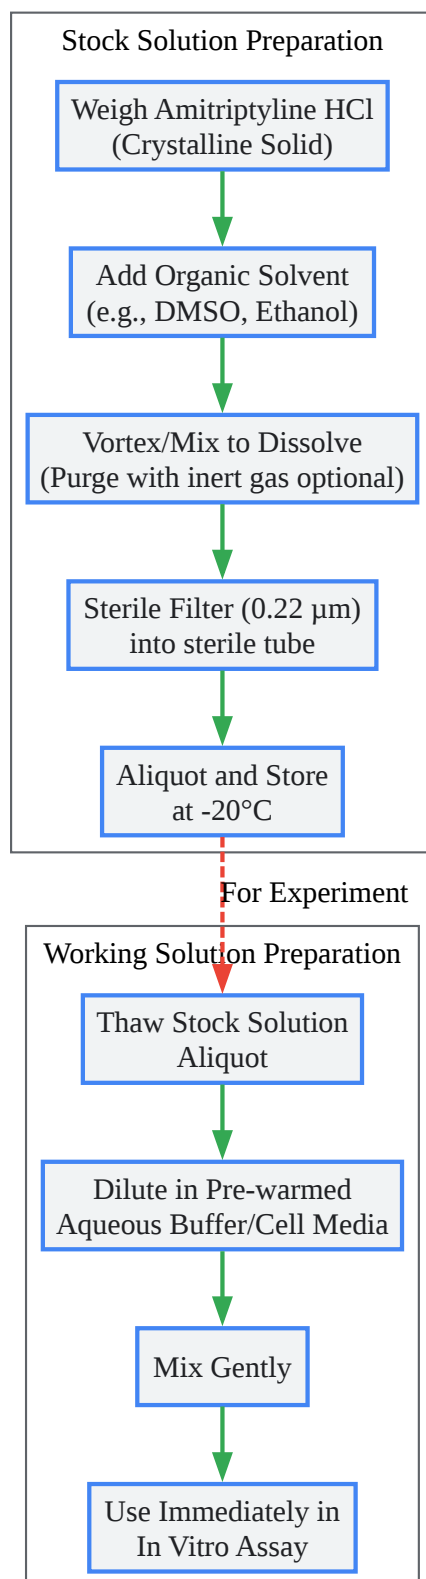 Stock Solution Preparation
Weigh Amitriptyline HCl
(Crystalline Solid)
Add Organic Solvent
(e.g., DMSO, Ethanol)
Vortex/Mix to Dissolve
(Purge with inert gas optional)
Sterile Filter (0.22 µm)
into sterile tube
Aliquot and Store
at -20°C
For Experiment
Working Solution Preparation
Thaw Stock Solution
Aliquot
Dilute in Pre-warmed
Aqueous Buffer/Cell Media
Mix Gently
Use Immediately in
In Vitro Assay